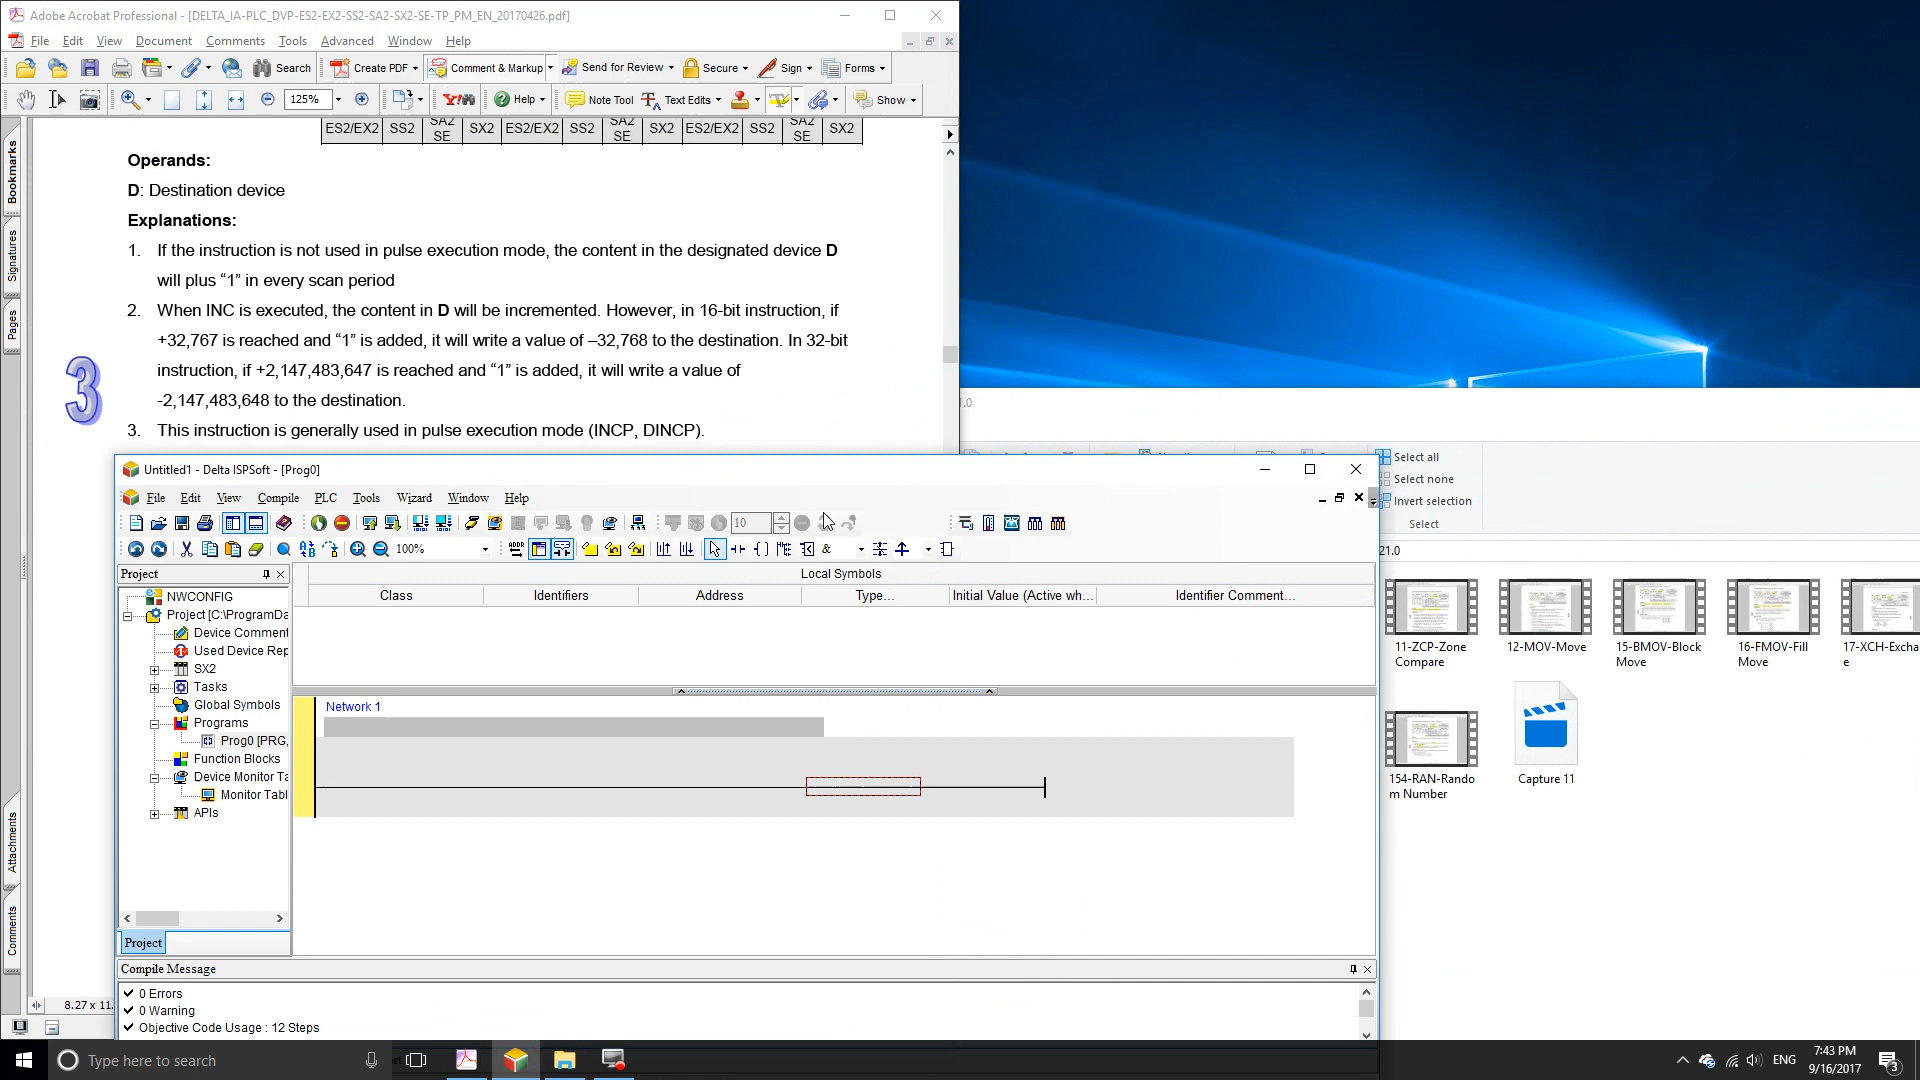 Adobe Acrobat Professional - [DELTA_IA-PLC_DVP-ES2-EX2-SS2-SA2-SX2-SE-TP_PM_EN_20170426.pdf]
File Edit View Document Comments Tools Advanced Window Help
Search Create PDF Comment & Markup Send for Review Secure Sign Forms
125% Y! Help Note Tool Text Edits Show
ES2/EX2 SS2 SA2 SE SX2 ES2/EX2 SS2 SA2 SE SX2 ES2/EX2 SS2 SA2 SE SX2
Bookmarks
Signatures
Pages
Attachments
Comments
Operands:
D: Destination device
Explanations:
1. If the instruction is not used in pulse execution mode, the content in the designated device D
will plus “1” in every scan period
2. When INC is executed, the content in D will be incremented. However, in 16-bit instruction, if
+32,767 is reached and “1” is added, it will write a value of –32,768 to the destination. In 32-bit
instruction, if +2,147,483,647 is reached and “1” is added, it will write a value of
-2,147,483,648 to the destination.
3
3. This instruction is generally used in pulse execution mode (INCP, DINCP).
8.27 x 11.
Untitled1 - Delta ISPSoft - [Prog0]
File Edit View Compile PLC Tools Wizard Window Help
10
100% ADDR &
Project
NWCONFIG
Project [C:\ProgramDa
Device Comment
Used Device Rep
SX2
Tasks
Global Symbols
Programs
Prog0 [PRG,
Function Blocks
Device Monitor Ta
Monitor Tabl
APIs
Project
Local Symbols
Class Identifiers Address Type... Initial Value (Active wh... Identifier Comment...
Network 1
Compile Message
0 Errors
0 Warning
Objective Code Usage : 12 Steps
Select all
Select none
Invert selection
Select
21.0
11-ZCP-Zone
Compare
12-MOV-Move
15-BMOV-Block
Move
16-FMOV-Fill
Move
17-XCH-Excha
e
154-RAN-Rando
m Number
Capture 11
Type here to search
ENG
7:43 PM
9/16/2017
3